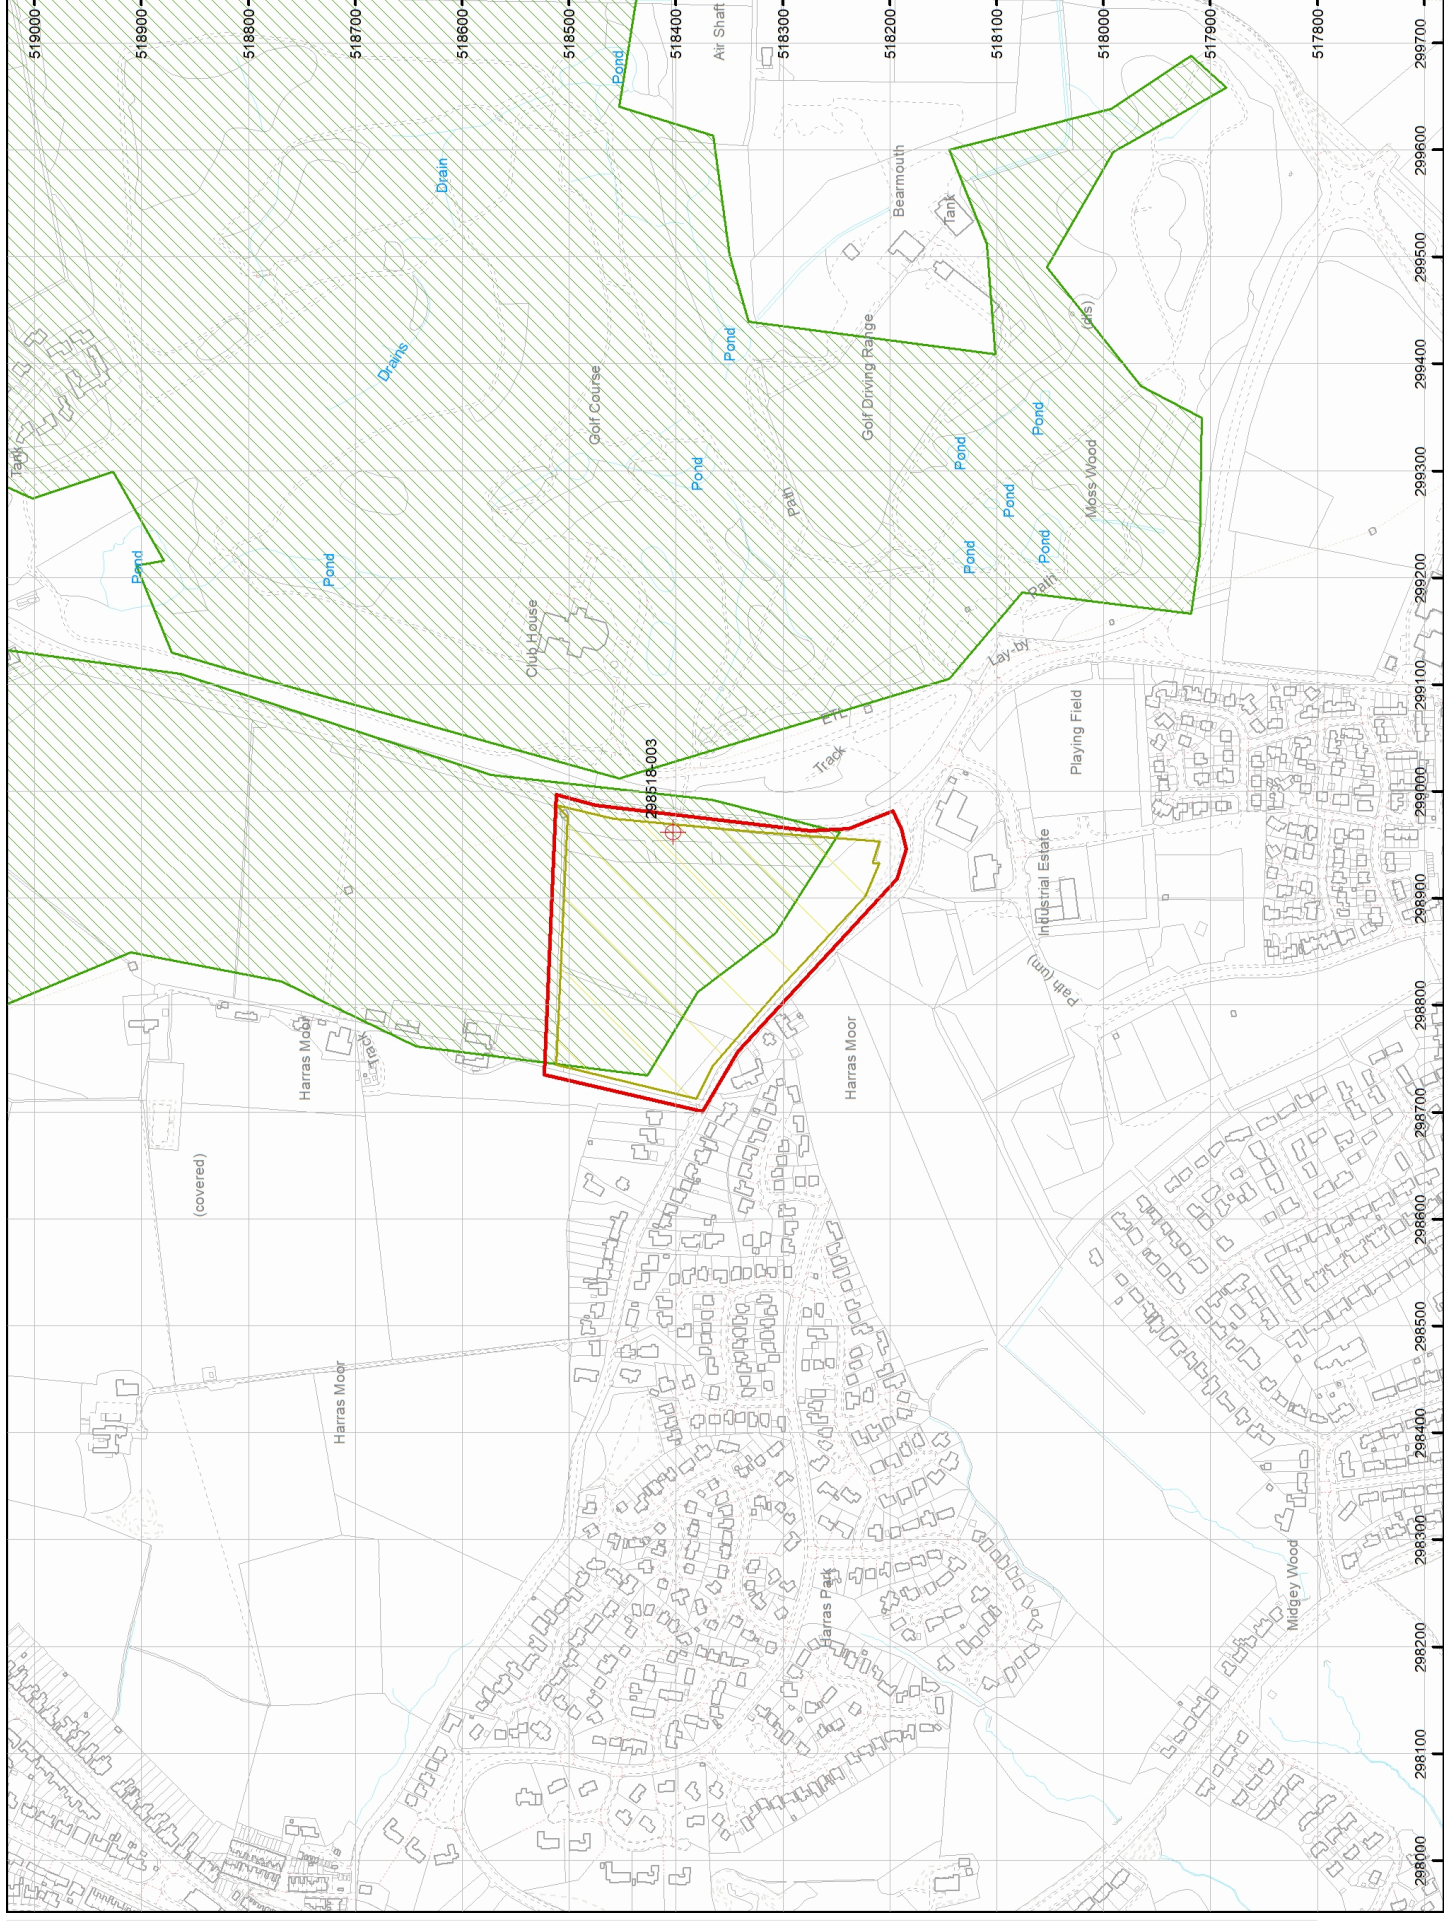 519000
518900
518800
518700
518600
518500
518400
518300
518200
518100
518000
517900
517800
299700
299600
299500
299400
299300
299200
299100
299000
298900
298800
298700
298600
298500
298400
298300
298200
298100
298000
Air Shaft
Pond
Drain
Bearmouth
Tank
(dis)
Golf Driving Range
Pond
Drains
Golf Course
Tank
Pond
Pond
Pond
Pond
Moss Wood
Path
Pond
Pond
Pond
Pond
Path
Club House
Lay-by
ETL
Track
Playing Field
298518-003
Industrial Estate
Path (um)
Harras Moor
Track
Harras Moor
(covered)
Harras Moor
Harras Park
Midgey Wood